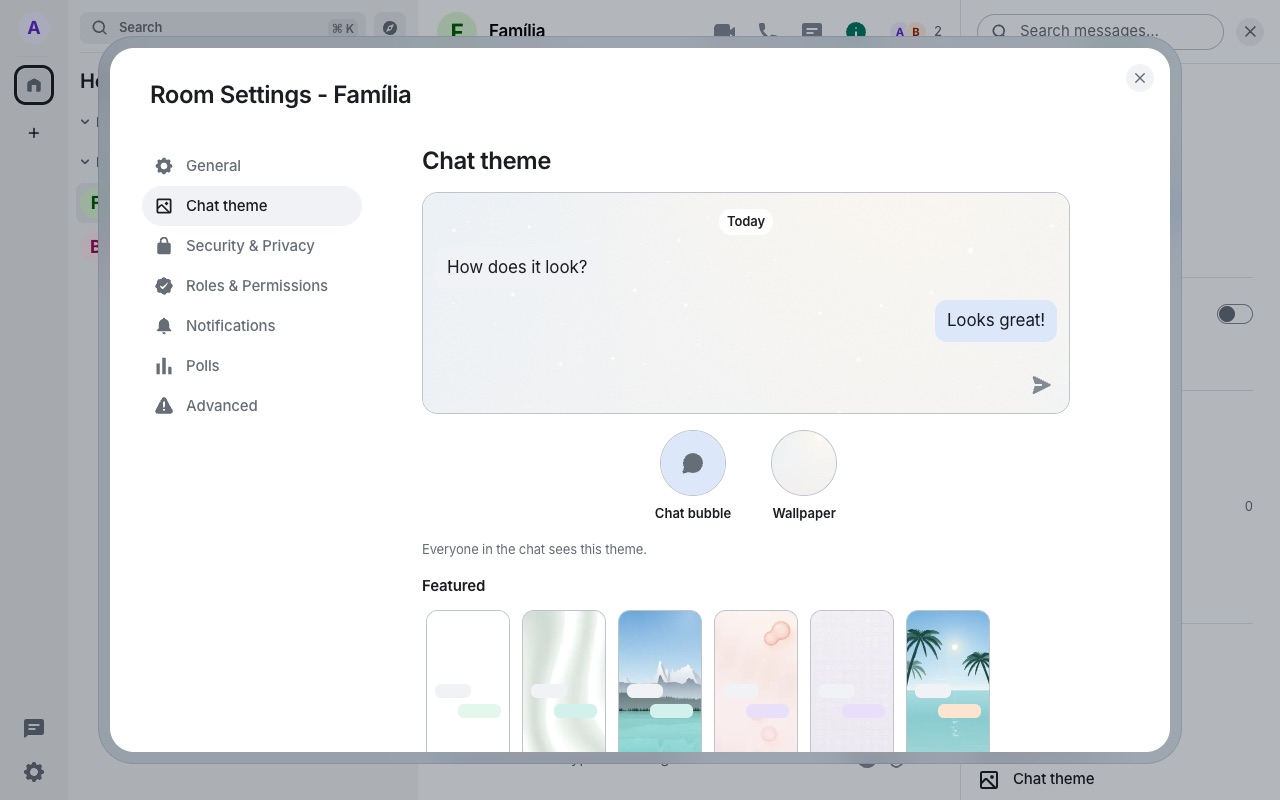 A
Search
⌘ K
F
Família
A B 2
Search messages...
Room Settings - Família
General
Chat theme
Security & Privacy
Roles & Permissions
Notifications
Polls
Advanced
Chat theme
Today
How does it look?
Looks great!
Chat bubble
Wallpaper
Everyone in the chat sees this theme.
Featured
0
Chat theme